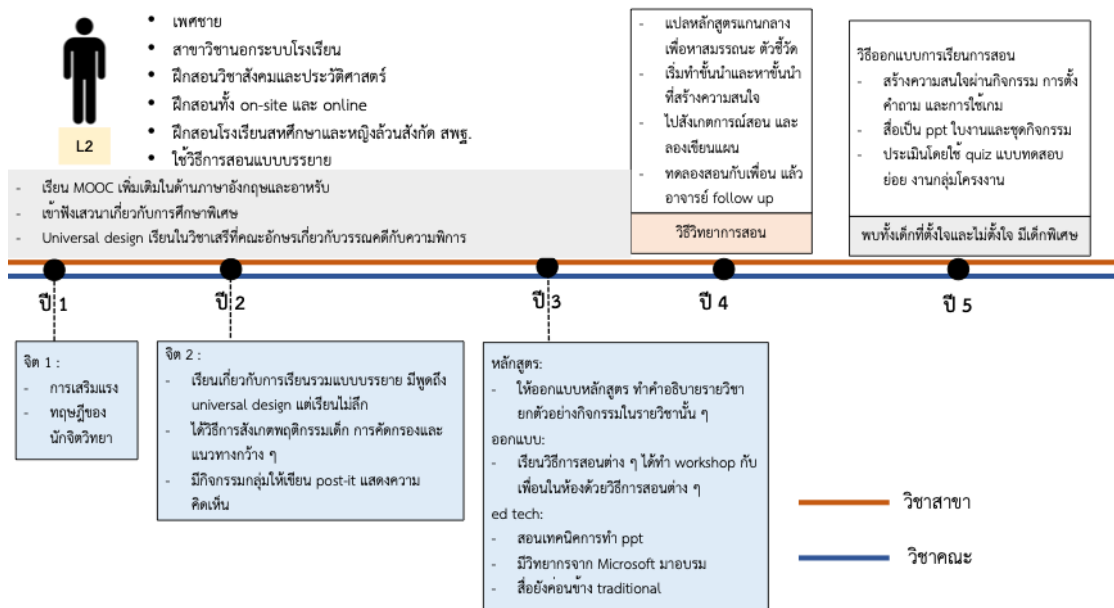 • เพศชาย
• สาขาวิชานอกระบบโรงเรียน
• ฝึกสอนวิชาสังคมและประวัติศาสตร์
• ฝึกสอนทั้ง on-site และ online
• ฝึกสอนโรงเรียนสหศึกษาและหญิงล้วนสังกัด สพฐ.
• ใช้วิธีการสอนแบบบรรยาย
L2
- เรียน MOOC เพิ่มเติมในด้านภาษาอังกฤษและอาหรับ
- เข้าฟังเสวนาเกี่ยวกับการศึกษาพิเศษ
- Universal design เรียนในวิชาเสรีที่คณะอักษรเกี่ยวกับวรรณคดีกับความพิการ
- แปลหลักสูตรแกนกลาง
เพื่อหาสมรรถนะ ตัวชี้วัด
- เริ่มทำขั้นนำและหาขั้นนำ
ที่สร้างความสนใจ
- ไปสังเกตการณ์สอน และ
ลองเขียนแผน
- ทดลองสอนกับเพื่อน แล้ว
อาจารย์ follow up
วิธีวิทยาการสอน
วิธีออกแบบการเรียนการสอน
- สร้างความสนใจผ่านกิจกรรม การตั้ง
คำถาม และการใช้เกม
- สื่อเป็น ppt ใบงานและชุดกิจกรรม
- ประเมินโดยใช้ quiz แบบทดสอบ
ย่อย งานกลุ่มโครงงาน
พบทั้งเด็กที่ตั้งใจและไม่ตั้งใจ มีเด็กพิเศษ
ปี 1
ปี 2
ปี 3
ปี 4
ปี 5
จิต 1 :
- การเสริมแรง
- ทฤษฎีของ
นักจิตวิทยา
จิต 2 :
- เรียนเกี่ยวกับการเรียนรวมแบบบรรยาย มีพูดถึง
universal design แต่เรียนไม่ลึก
- ได้วิธีการสังเกตพฤติกรรมเด็ก การคัดกรองและ
แนวทางกว้าง ๆ
- มีกิจกรรมกลุ่มให้เขียน post-it แสดงความ
คิดเห็น
หลักสูตร:
- ให้ออกแบบหลักสูตร ทำคำอธิบายรายวิชา
ยกตัวอย่างกิจกรรมในรายวิชานั้น ๆ
ออกแบบ:
- เรียนวิธีการสอนต่าง ๆ ได้ทำ workshop กับ
เพื่อนในห้องด้วยวิธีการสอนต่าง ๆ
ed tech:
- สอนเทคนิคการทำ ppt
- มีวิทยากรจาก Microsoft มาอบรม
- สื่อยังค่อนข้าง traditional
วิชาสาขา
วิชาคณะ